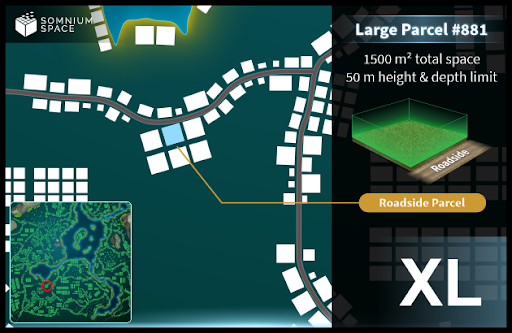 SOMNIUM
SPACE
Large Parcel #881
1500 m² total space
50 m height & depth limit
Roadside
Roadside Parcel
XL